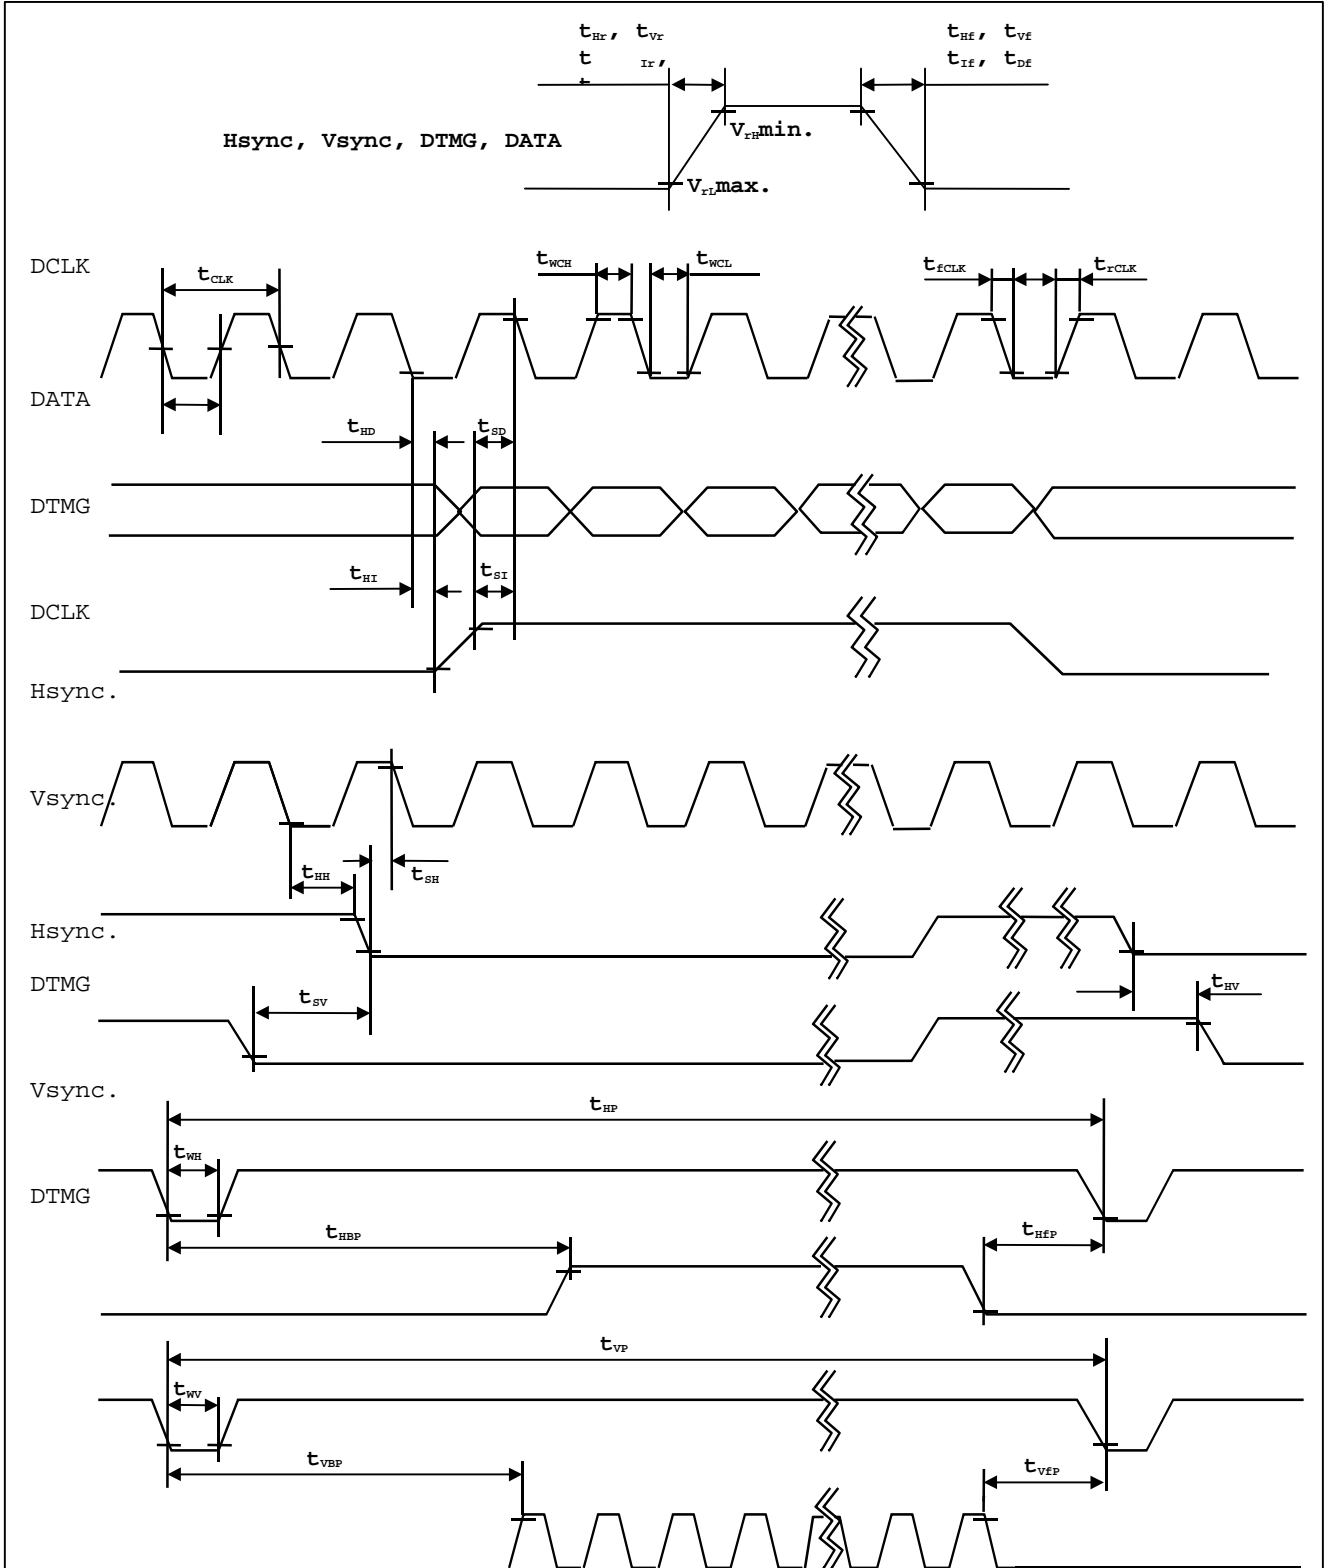 tHr, tVr
tHf, tVf
t Ir,
tIf, tDf
t
VrHmin.
Hsync, Vsync, DTMG, DATA
VrLmax.
DCLK
tCLK
tWCH
tWCL
tfCLK
trCLK
DATA
tHD
tSD
DTMG
tHI
tSI
DCLK
Hsync.
Vsync.
tHH
tSH
Hsync.
DTMG
tSV
tHV
Vsync.
tHP
tWH
DTMG
tHBP
tHfP
tVP
tWV
tVBP
tVfP